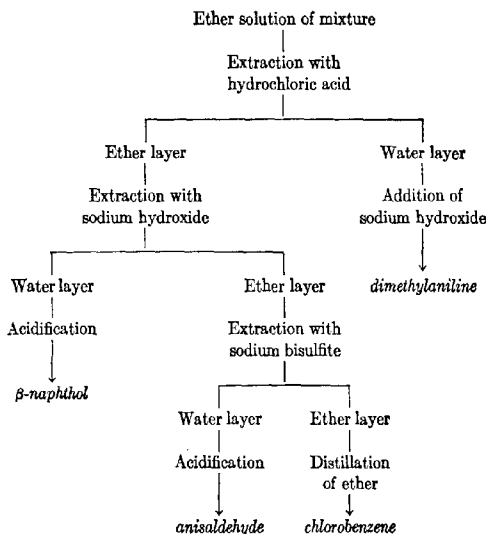 Ether solution of mixture
Extraction with
hydrochloric acid
Ether layer
Extraction with
sodium hydroxide
Water layer
Addition of
sodium hydroxide
dimethylaniline
Water layer
Acidification
β-naphthol
Ether layer
Extraction with
sodium bisulfite
Water layer
Acidification
anisaldehyde
Ether layer
Distillation
of ether
chlorobenzene